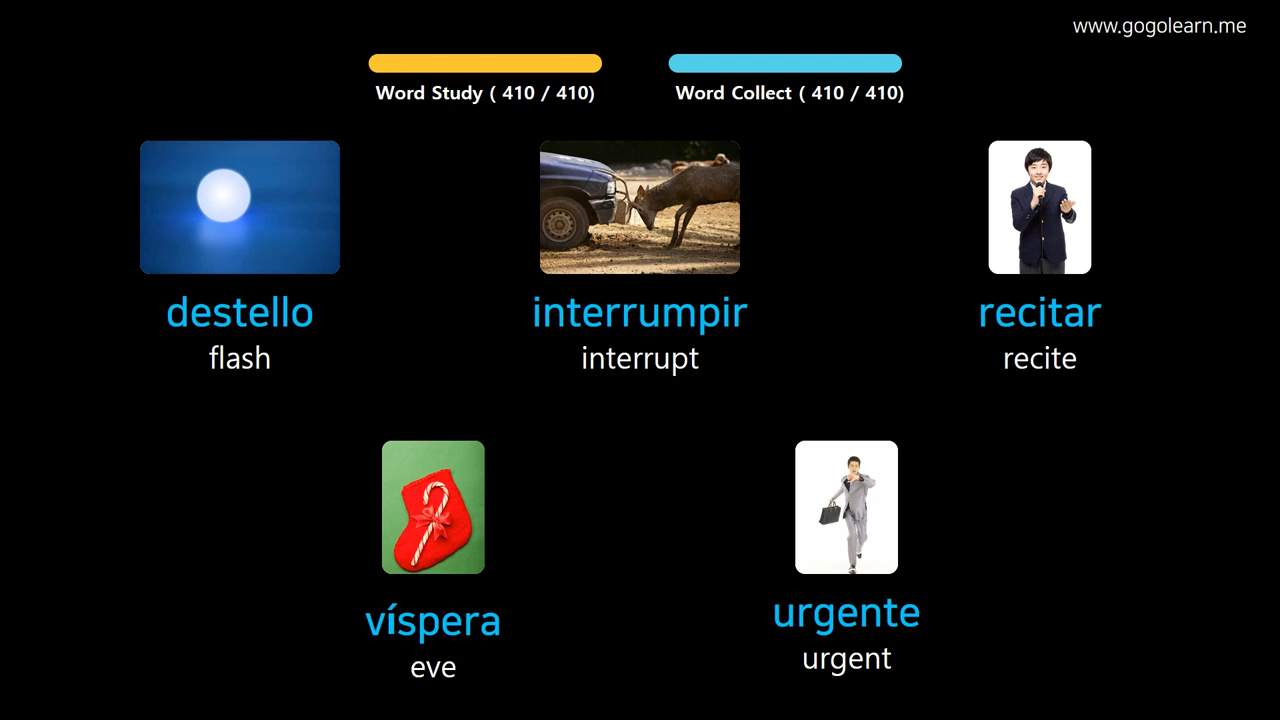 www.gogolearn.me
Word Study ( 410 / 410)
Word Collect ( 410 / 410)
destello
flash
interrumpir
interrupt
recitar
recite
víspera
eve
urgente
urgent